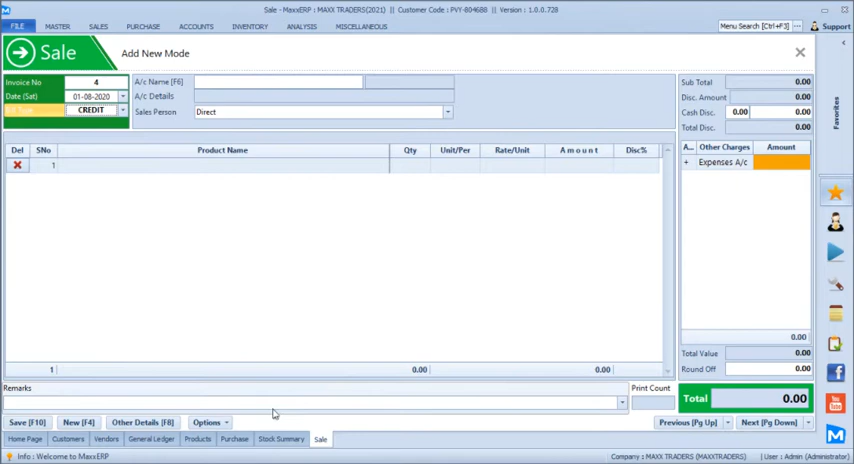 Sale - MaxxERP : MAXX TRADERS(2021) || Customer Code : PVY-804688 || Version : 1.0.0.728
FILE MASTER SALES PURCHASE ACCOUNTS INVENTORY ANALYSIS MISCELLANEOUS Menu Search [Ctrl+F3] ... Support
Sale Add New Mode
Invoice No 4 A/c Name [F6] Sub Total 0.00
Date (Sat) 01-08-2020 A/c Details Disc. Amount 0.00
CREDIT Sales Person Direct Cash Disc. 0.00 0.00
Total Disc. 0.00
Favorites
Del SNo Product Name Qty Unit/Per Rate/Unit A m o u n t Disc% A... Other Charges Amount
1 + Expenses A/c
0.00
Total Value 0.00
1 0.00 0.00 Round Off 0.00
Remarks Print Count
Total 0.00
Save [F10] New [F4] Other Details [F8] Options Previous [Pg Up] Next [Pg Down]
Home Page Customers Vendors General Ledger Products Purchase Stock Summary Sale
Info : Welcome to MaxxERP Company : MAXX TRADERS (MAXXTRADERS) User : Admin (Administrator)